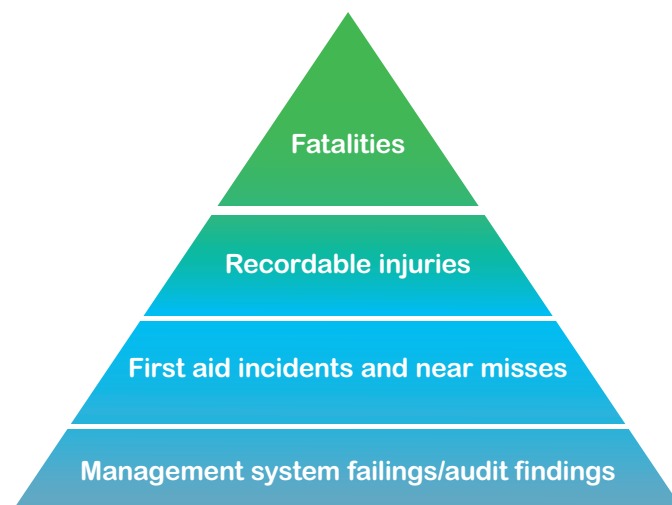 Fatalities
Recordable injuries
First aid incidents and near misses
Management system failings/audit findings